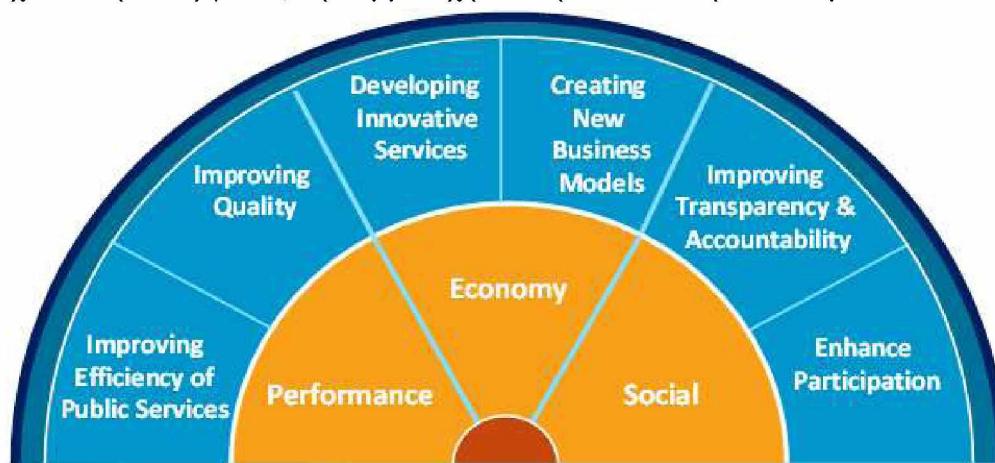 Developing
Innovative
Services
Creating
New
Business
Models
Improving
Quality
Improving
Transparency &
Accountability
Economy
Improving
Efficiency of
Public Services
Performance
Social
Enhance
Participation